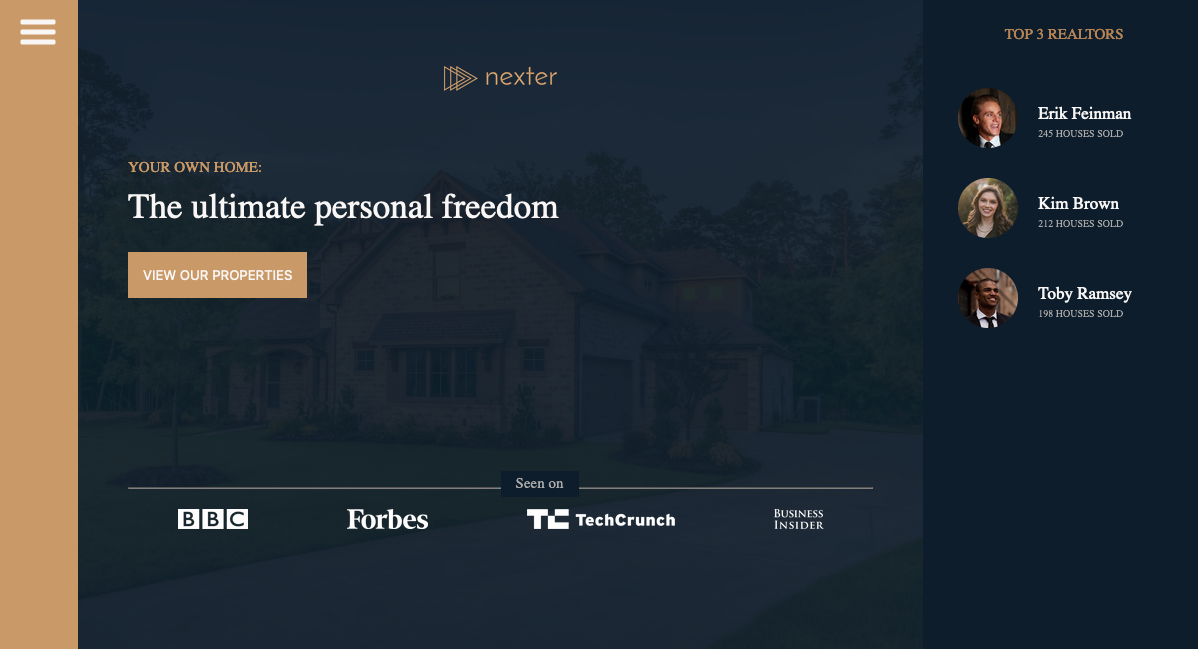 nexter
YOUR OWN HOME:
The ultimate personal freedom
VIEW OUR PROPERTIES
Seen on
BBC
Forbes
TC TechCrunch
BUSINESS
INSIDER
TOP 3 REALTORS
Erik Feinman
245 HOUSES SOLD
Kim Brown
212 HOUSES SOLD
Toby Ramsey
198 HOUSES SOLD